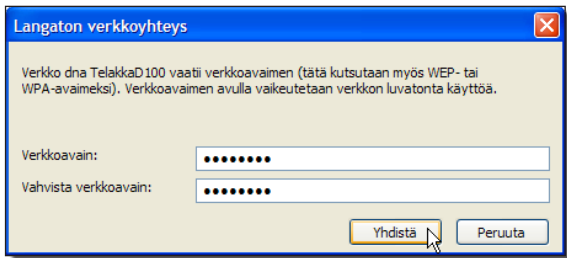 Langaton verkkoyhteys
Verkko dna TelakkaD100 vaatii verkkoavaimen (tätä kutsutaan myös WEP- tai
WPA-avaimeksi). Verkkoavaimen avulla vaikeutetaan verkkon luvatonta käyttöä.
Verkkoavain: ●●●●●●●●
Vahvista verkkoavain: ●●●●●●●●
Yhdistä Peruuta